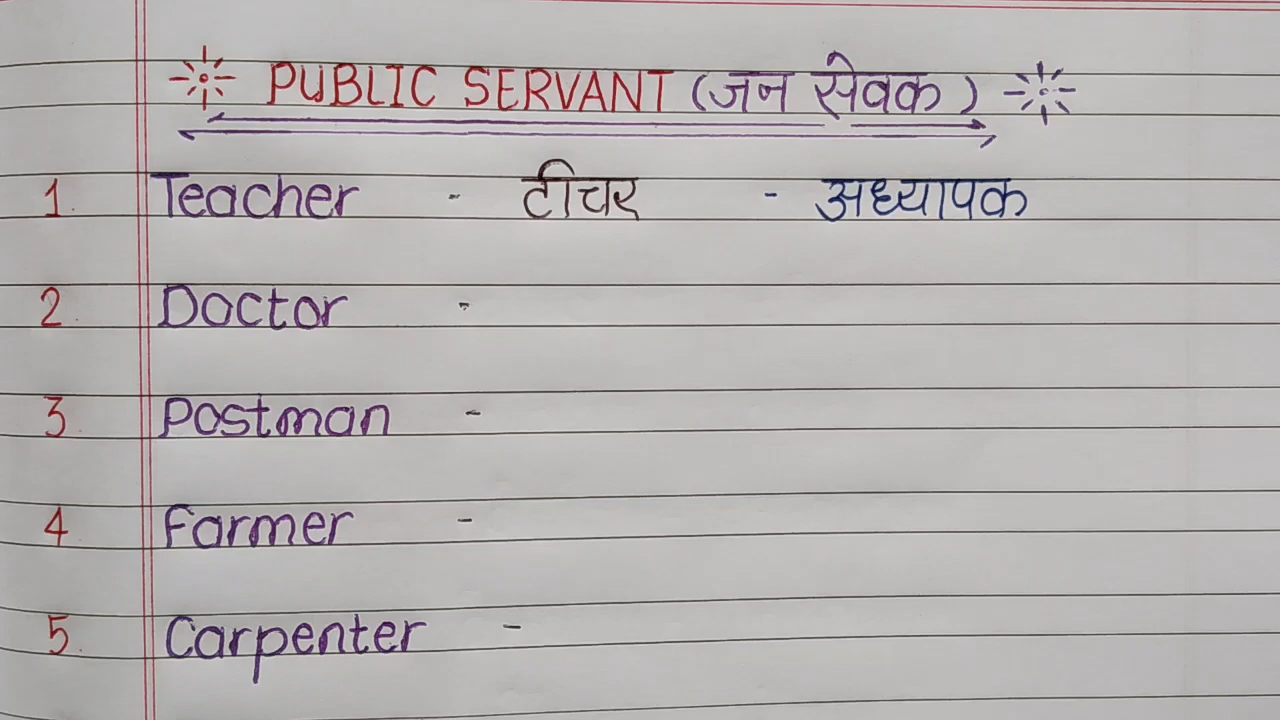 PUBLIC SERVANT (जन सेवक)
1. Teacher - टीचर - अध्यापक
2. Doctor -
3. Postman -
4. Farmer -
5. Carpenter -